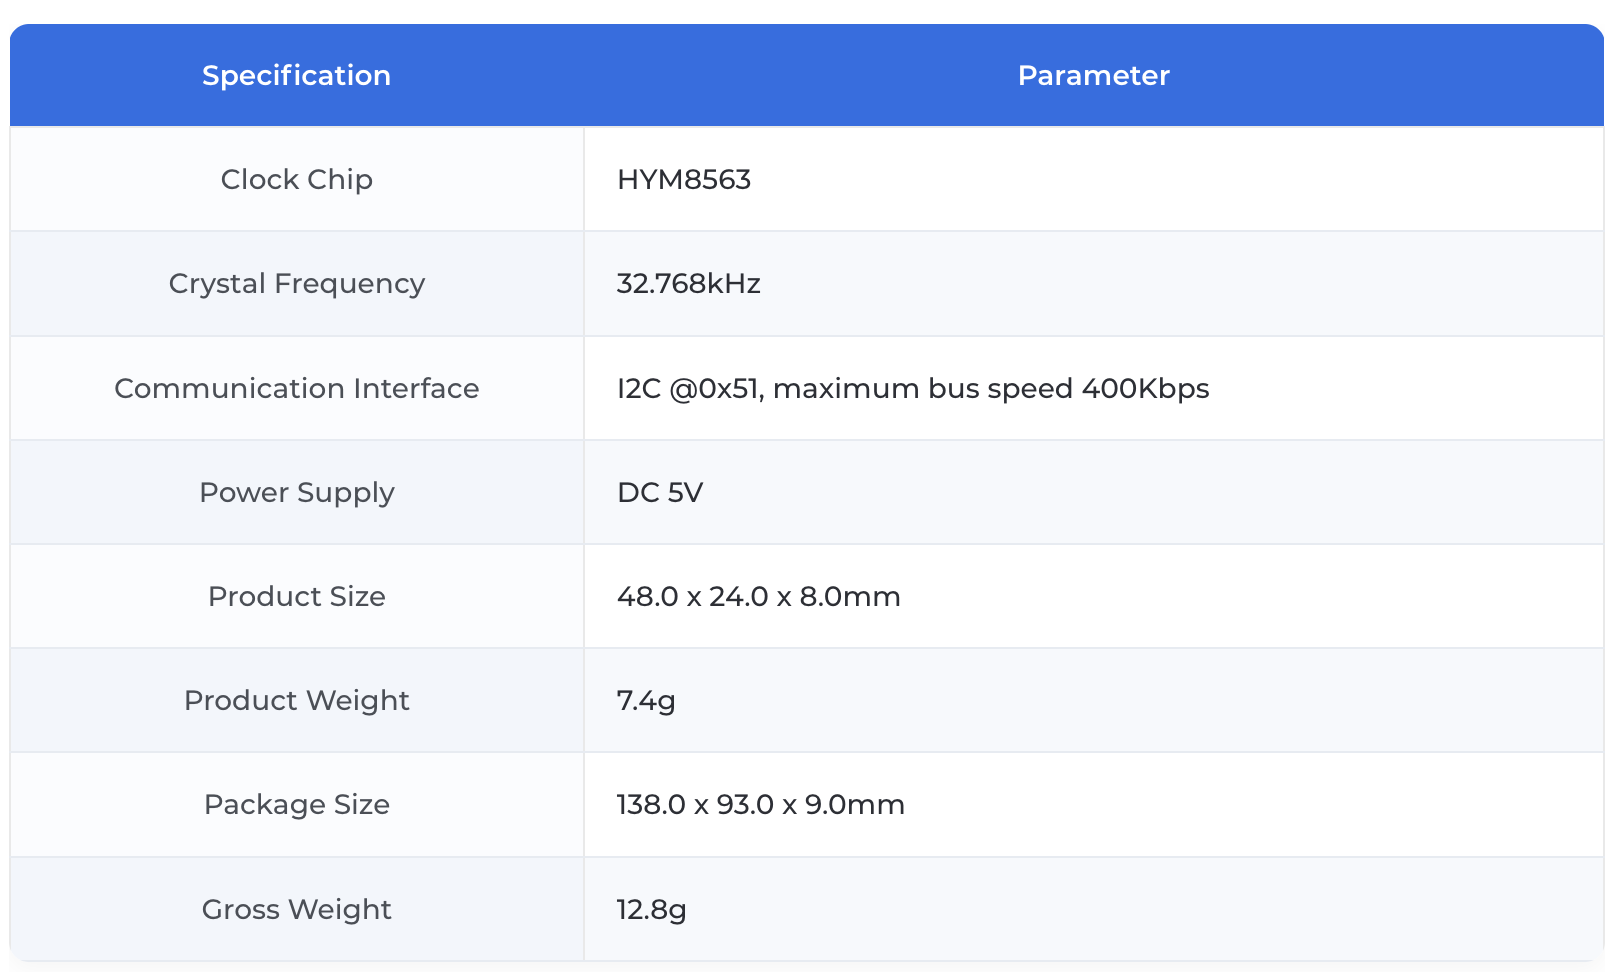 Specification Parameter
Clock Chip HYM8563
Crystal Frequency 32.768kHz
Communication Interface I2C @0x51, maximum bus speed 400Kbps
Power Supply DC 5V
Product Size 48.0 x 24.0 x 8.0mm
Product Weight 7.4g
Package Size 138.0 x 93.0 x 9.0mm
Gross Weight 12.8g